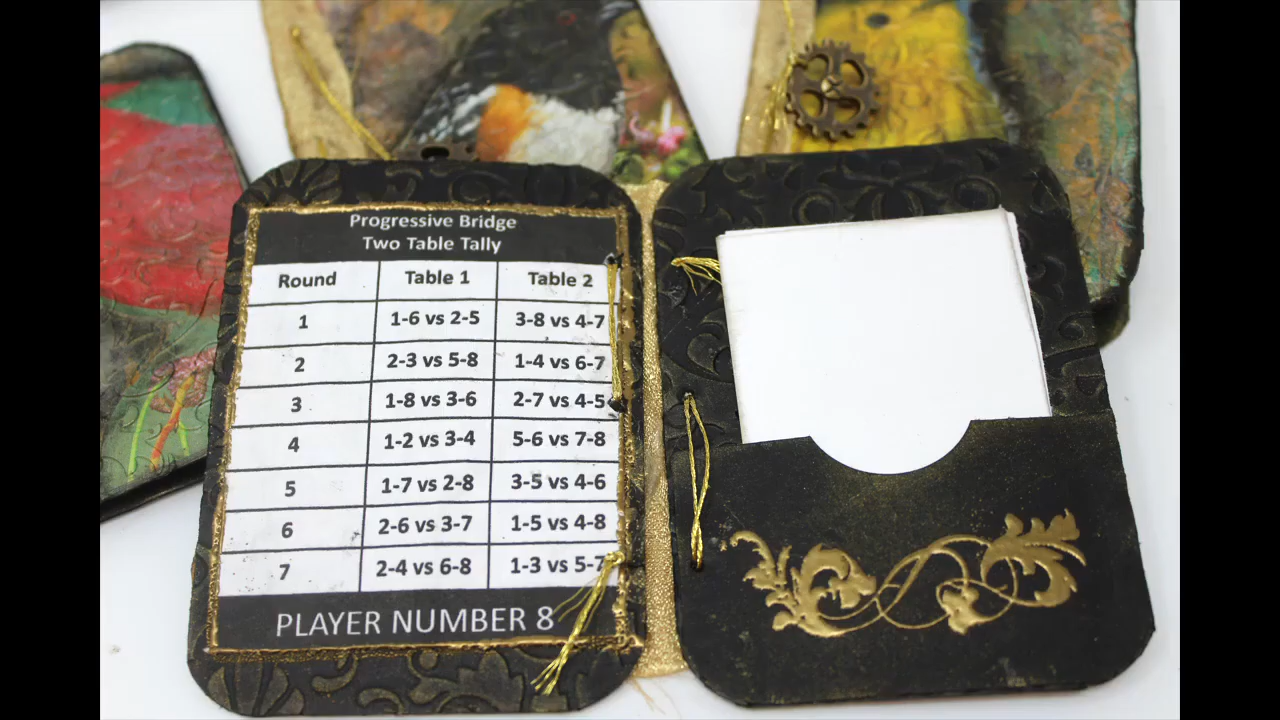 Progressive Bridge
Two Table Tally
Round Table 1 Table 2
1 1-6 vs 2-5 3-8 vs 4-7
2 2-3 vs 5-8 1-4 vs 6-7
3 1-8 vs 3-6 2-7 vs 4-5
4 1-2 vs 3-4 5-6 vs 7-8
5 1-7 vs 2-8 3-5 vs 4-6
6 2-6 vs 3-7 1-5 vs 4-8
7 2-4 vs 6-8 1-3 vs 5-7
PLAYER NUMBER 8